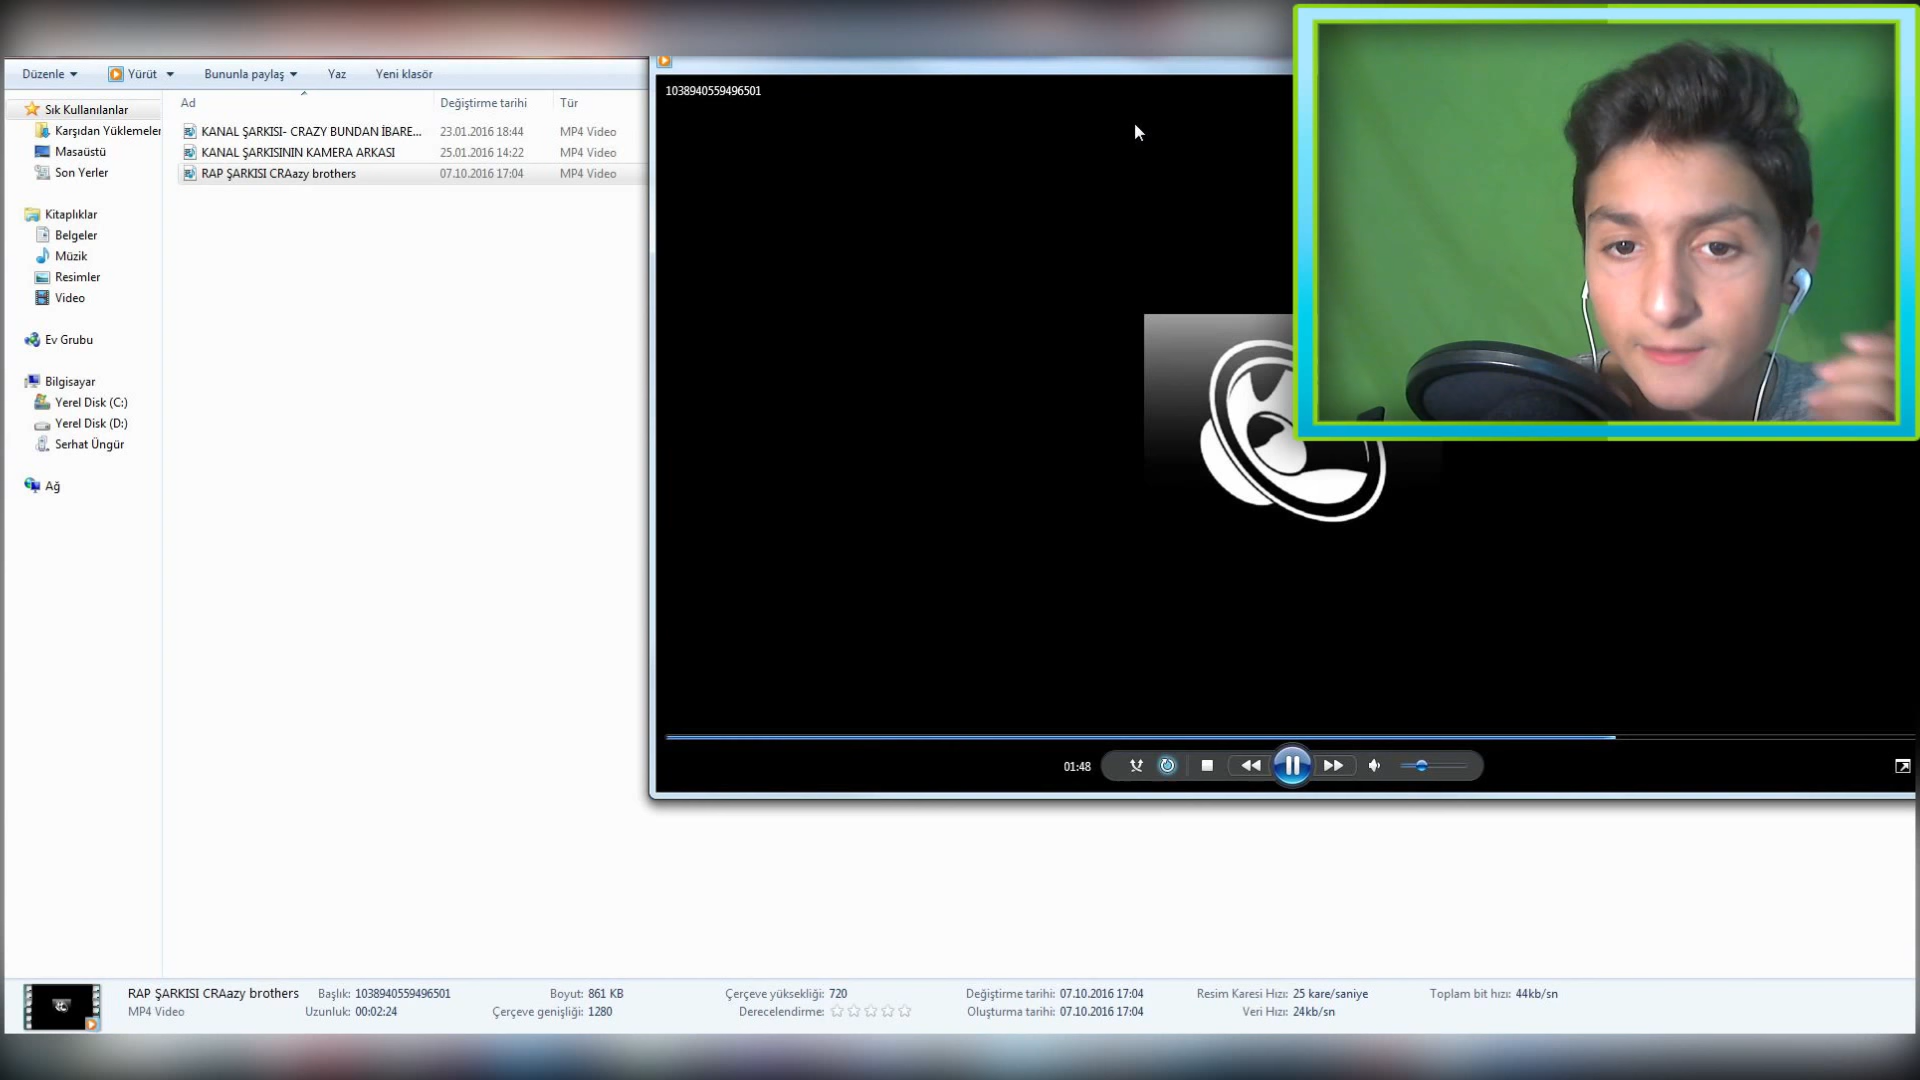 Düzenle Yürüt Bununla paylaş Yaz Yeni klasör
Sık Kullanılanlar
Karşıdan Yüklemeler
Masaüstü
Son Yerler
Kitaplıklar
Belgeler
Müzik
Resimler
Video
Ev Grubu
Bilgisayar
Yerel Disk (C:)
Yerel Disk (D:)
Serhat Üngür
Ağ
Ad Değiştirme tarihi Tür
KANAL ŞARKISI- CRAZY BUNDAN İBARE... 23.01.2016 18:44 MP4 Video
KANAL ŞARKISININ KAMERA ARKASI 25.01.2016 14:22 MP4 Video
RAP ŞARKISI CRAazy brothers 07.10.2016 17:04 MP4 Video
1038940559496501
01:48
RAP ŞARKISI CRAazy brothers Başlık: 1038940559496501 Boyut: 861 KB Çerçeve yüksekliği: 720 Değiştirme tarihi: 07.10.2016 17:04 Resim Karesi Hızı: 25 kare/saniye Toplam bit hızı: 44kb/sn
MP4 Video Uzunluk: 00:02:24 Çerçeve genişliği: 1280 Derecelendirme: Oluşturma tarihi: 07.10.2016 17:04 Veri Hızı: 24kb/sn